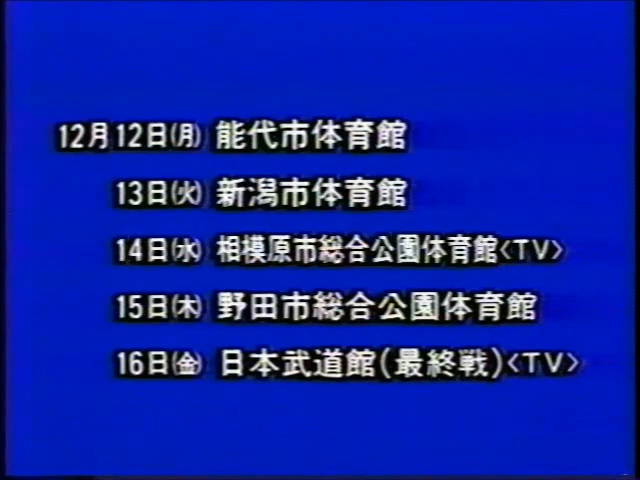 12月12日(月) 能代市体育館
13日(火) 新潟市体育館
14日(水) 相模原市総合公園体育館<TV>
15日(木) 野田市総合公園体育館
16日(金) 日本武道館(最終戦)<TV>